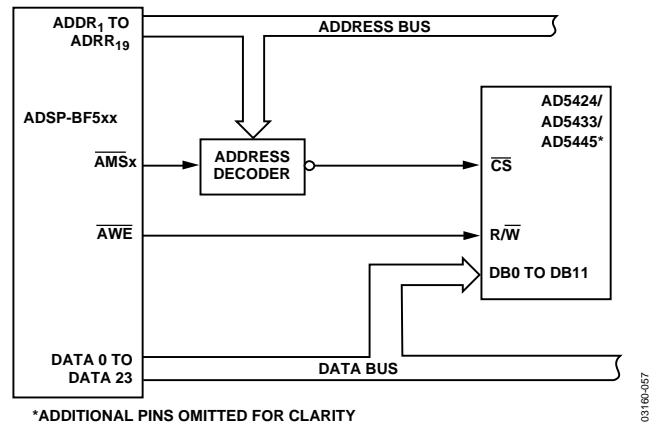 ADDR1 TO
ADRR19
ADDRESS BUS
ADSP-BF5xx
AD5424/
AD5433/
AD5445*
AMSx
ADDRESS
DECODER
CS
AWE
R/W
DB0 TO DB11
DATA 0 TO
DATA 23
DATA BUS
*ADDITIONAL PINS OMITTED FOR CLARITY
03160-057